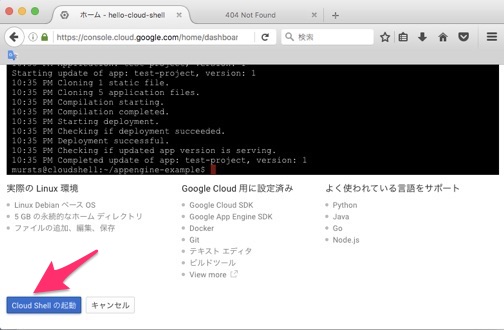 ホーム - hello-cloud-shell
404 Not Found
https://console.cloud.google.com/home/dashboar
検索
Starting update of app: test-project, version: 1
10:35 PM Cloning 1 static file.
10:35 PM Cloning 5 application files.
10:35 PM Compilation starting.
10:35 PM Compilation completed.
10:35 PM Starting deployment.
10:35 PM Checking if deployment succeeded.
10:35 PM Deployment successful.
10:35 PM Checking if updated app version is serving.
10:35 PM Completed update of app: test-project, version: 1
mursts@cloudshell:~/appengine-example$
実際の Linux 環境
Linux Debian ベース OS
5 GB の永続的なホーム ディレクトリ
ファイルの追加、編集、保存
Google Cloud 用に設定済み
Google Cloud SDK
Google App Engine SDK
Docker
Git
テキスト エディタ
ビルドツール
View more
よく使われている言語をサポート
Python
Java
Go
Node.js
Cloud Shell の起動
キャンセル